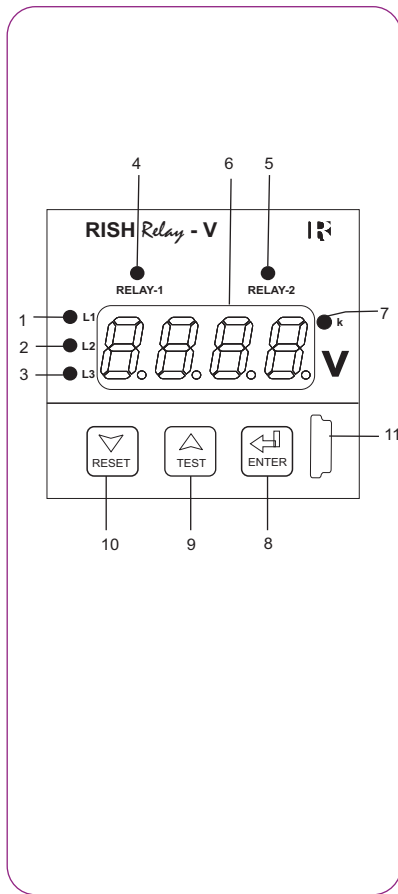 4 6 5
RISH Relay - V
RELAY-1 RELAY-2
1 L1 k 7
2 L2 V
3 L3
RESET TEST ENTER 11
10 9 8